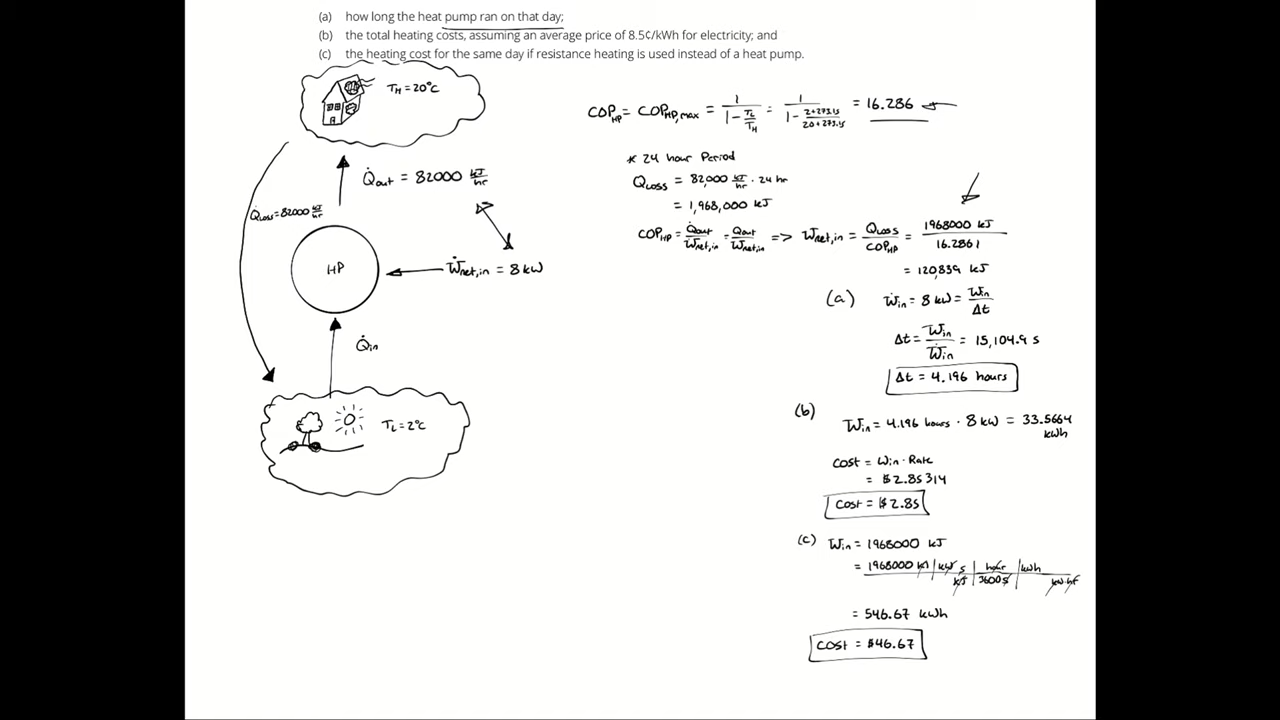 (a) how long the heat pump ran on that day;
(b) the total heating costs, assuming an average price of 8.5¢/kWh for electricity; and
(c) the heating cost for the same day if resistance heating is used instead of a heat pump.
T_H = 20°C
Q̇out = 82000 kJ/hr
Q̇Loss = 82000 kJ/hr
HP
Ẇnet,in = 8 kW
Q̇in
T_L = 2°C
COP_HP = COP_HP,max = 1/(1 - T_L/T_H) = 1/(1 - (2+273.15)/(20+273.15)) = 16.286
* 24 hour Period
Q_Loss = 82,000 kJ/hr · 24 hr
= 1,968,000 kJ
COP_HP = Q̇out/Ẇnet,in = Qout/Wnet,in => Wnet,in = Q_Loss/COP_HP = 1968000 kJ/16.2861
= 120,839 kJ
(a) Ẇin = 8 kW = Win/Δt
Δt = Win/Ẇin = 15,104.9 s
Δt = 4.196 hours
(b) Win = 4.196 hours · 8 kW = 33.5664 kWh
Cost = Win · Rate
= $2.85314
Cost = $2.85
(c) Win = 1968000 kJ
= 1968000 kJ | kW s / kJ | hour / 3600 s | kWh / kW hr
= 546.67 kWh
Cost = $46.67